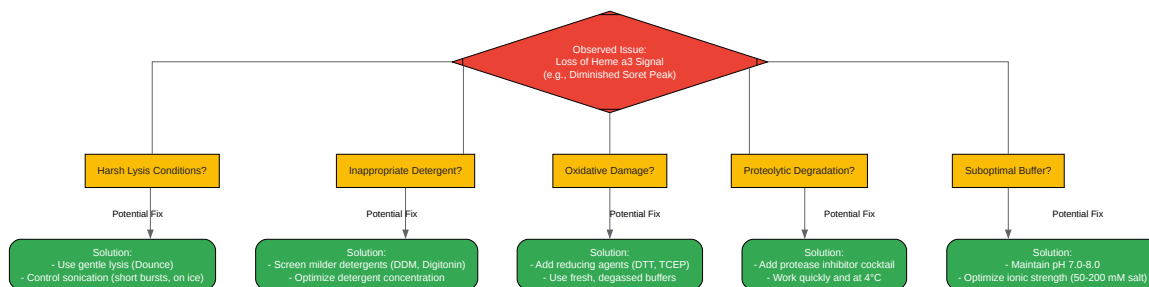 Observed Issue:
Loss of Heme a3 Signal
(e.g., Diminished Soret Peak)
Harsh Lysis Conditions?
Inappropriate Detergent?
Oxidative Damage?
Proteolytic Degradation?
Suboptimal Buffer?
Potential Fix
Potential Fix
Potential Fix
Potential Fix
Potential Fix
Solution:
- Use gentle lysis (Dounce)
- Control sonication (short bursts, on ice)
Solution:
- Screen milder detergents (DDM, Digitonin)
- Optimize detergent concentration
Solution:
- Add reducing agents (DTT, TCEP)
- Use fresh, degassed buffers
Solution:
- Add protease inhibitor cocktail
- Work quickly and at 4°C
Solution:
- Maintain pH 7.0-8.0
- Optimize ionic strength (50-200 mM salt)